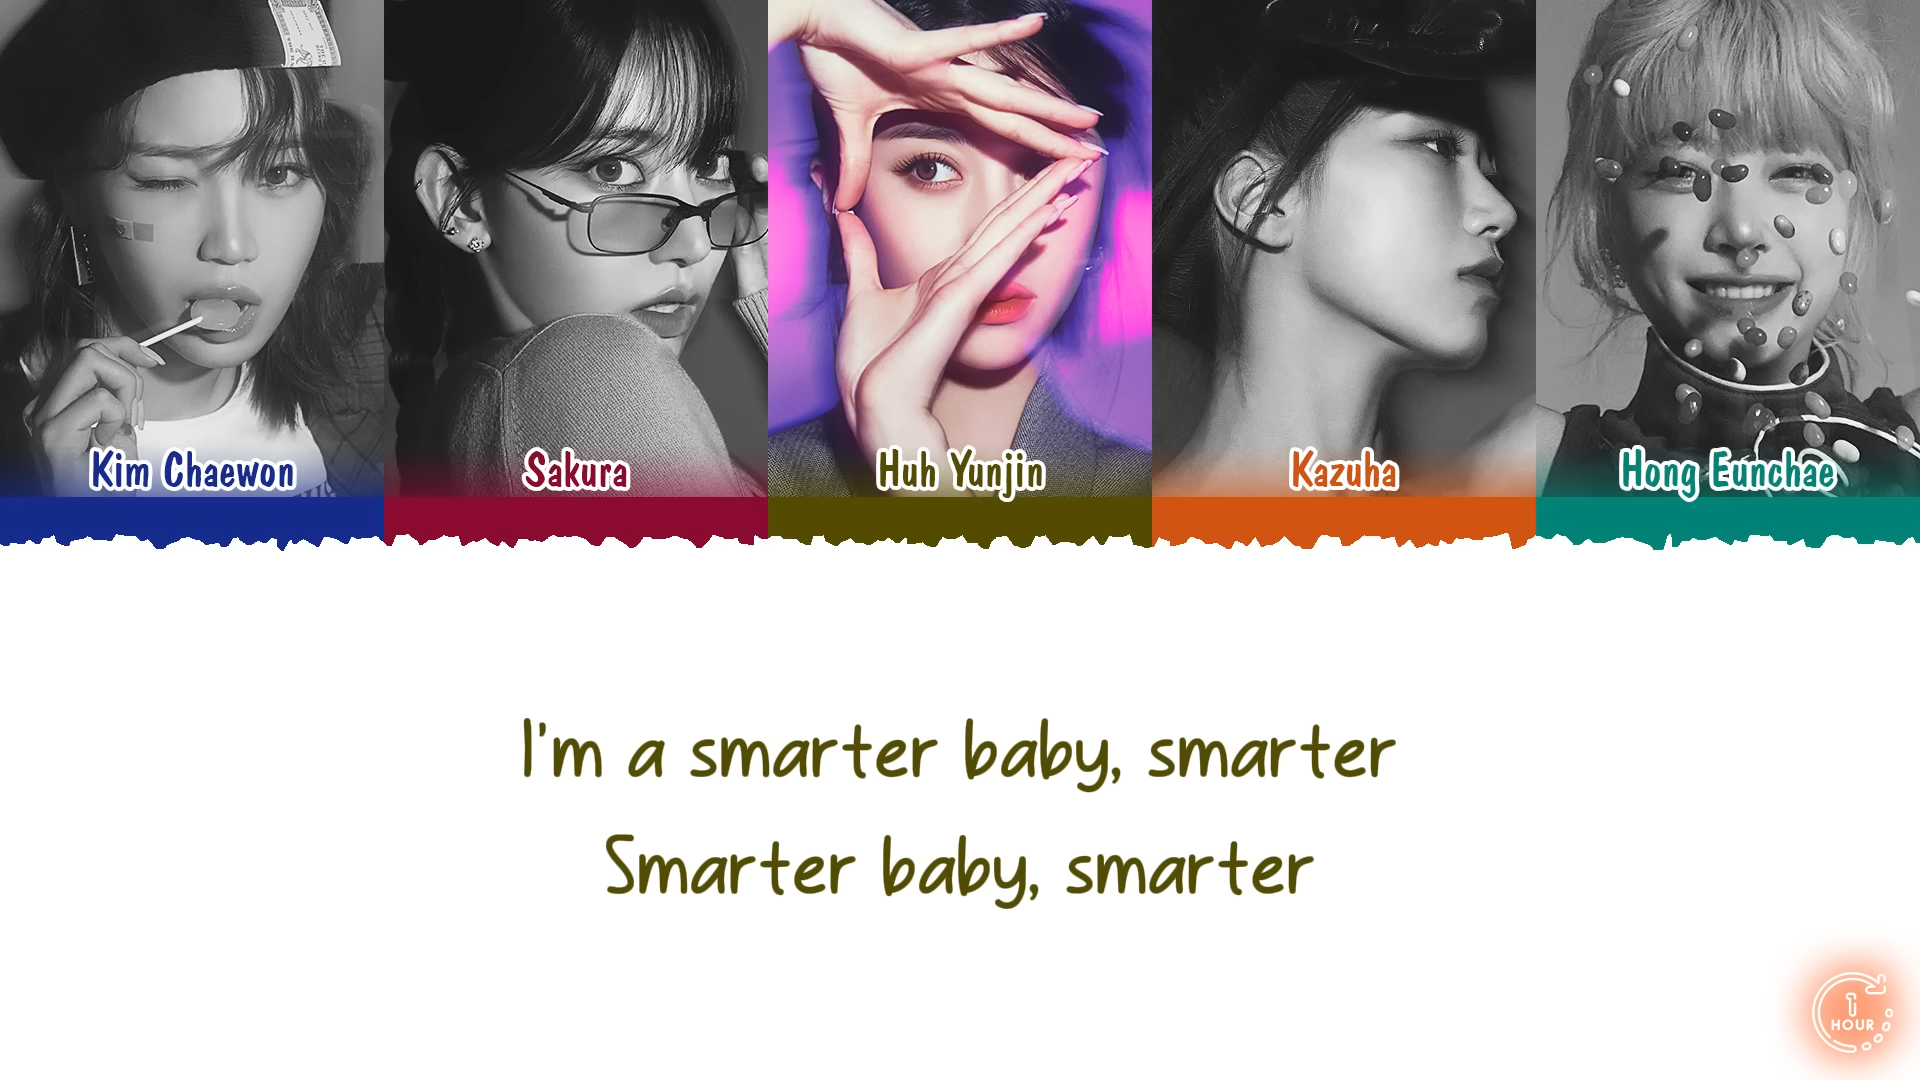 Kim Chaewon
Sakura
Huh Yunjin
Kazuha
Hong Eunchae
I'm a smarter baby, smarter
Smarter baby, smarter
1
HOUR